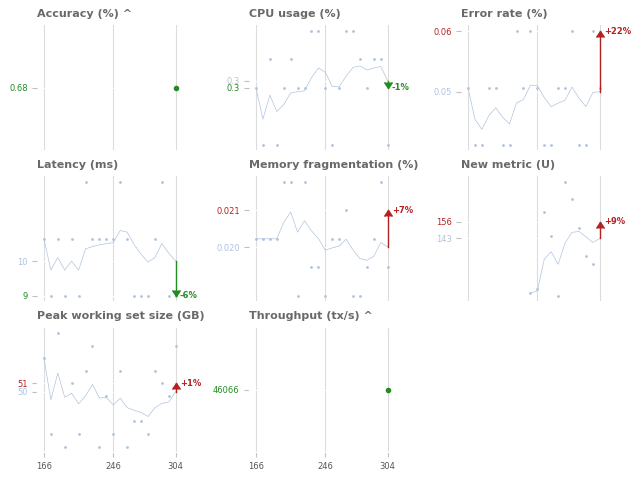 Accuracy (%) ^
0.68
CPU usage (%)
0.3
0.3
-1%
Error rate (%)
0.06
0.05
+22%
Latency (ms)
10
9
-6%
Memory fragmentation (%)
0.021
0.020
+7%
New metric (U)
156
143
+9%
Peak working set size (GB)
51
50
+1%
166 246 304
Throughput (tx/s) ^
46066
166 246 304